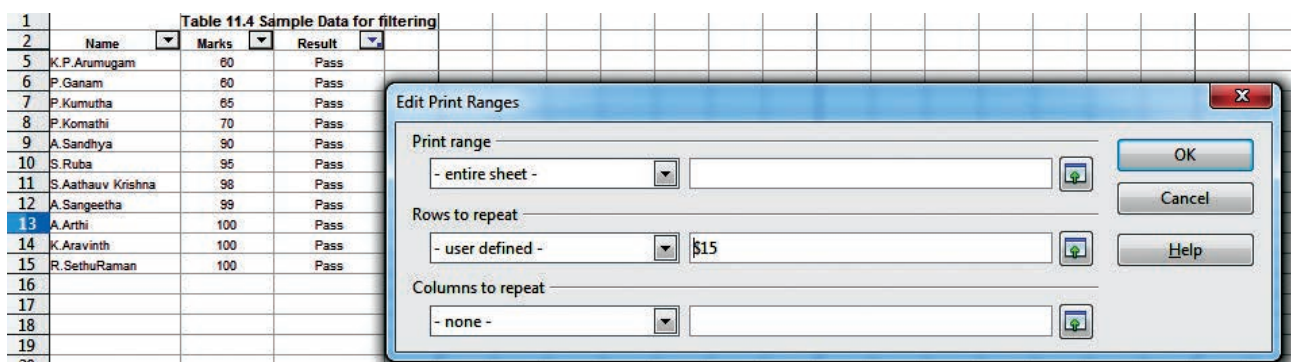 1 Table 11.4 Sample Data for filtering
2 Name Marks Result
5 K.P.Arumugam 60 Pass
6 P.Ganam 60 Pass
7 P.Kumutha 65 Pass
8 P.Komathi 70 Pass
9 A.Sandhya 90 Pass
10 S.Ruba 95 Pass
11 S.Aathauv Krishna 98 Pass
12 A.Sangeetha 99 Pass
13 A.Arthi 100 Pass
14 K.Aravinth 100 Pass
15 R.SethuRaman 100 Pass
16
17
18
19
Edit Print Ranges
Print range
- entire sheet -
Rows to repeat
- user defined - $15
Columns to repeat
- none -
OK
Cancel
Help